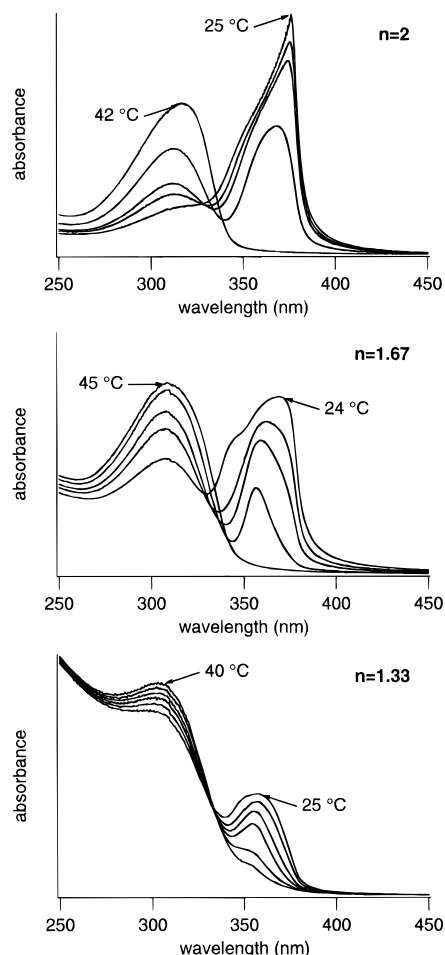 25 °C
n=2
42 °C
absorbance
250 300 350 400 450
wavelength (nm)
n=1.67
45 °C
24 °C
absorbance
250 300 350 400 450
wavelength (nm)
40 °C
n=1.33
25 °C
absorbance
250 300 350 400 450
wavelength (nm)